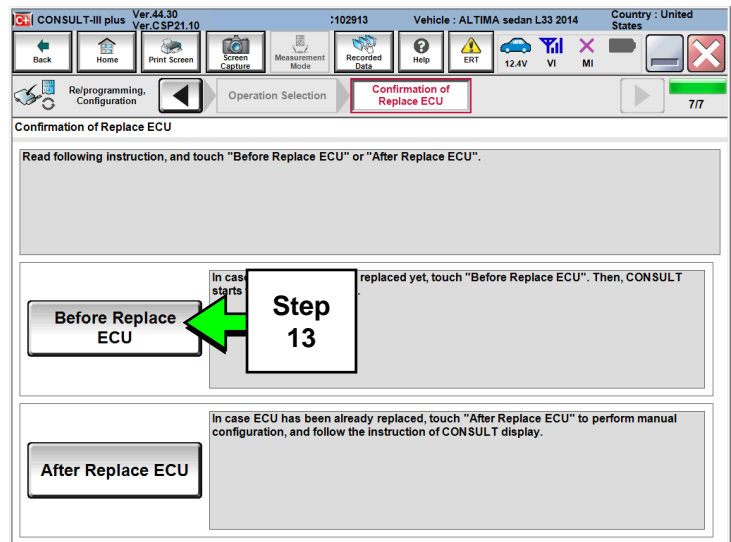 CONSULT-III plus Ver.44.30
Ver.CSP21.10
:102913
Vehicle : ALTIMA sedan L33 2014
Country : United
States
Back
Home
Print Screen
Screen
Capture
Measurement
Mode
Recorded
Data
Help
ERT
12.4V
VI
MI
Re/programming,
Configuration
Operation Selection
Confirmation of
Replace ECU
7/7
Confirmation of Replace ECU
Read following instruction, and touch "Before Replace ECU" or "After Replace ECU".
Before Replace
ECU
In case replaced yet, touch "Before Replace ECU". Then, CONSULT
starts .
Step
13
After Replace ECU
In case ECU has been already replaced, touch "After Replace ECU" to perform manual
configuration, and follow the instruction of CONSULT display.